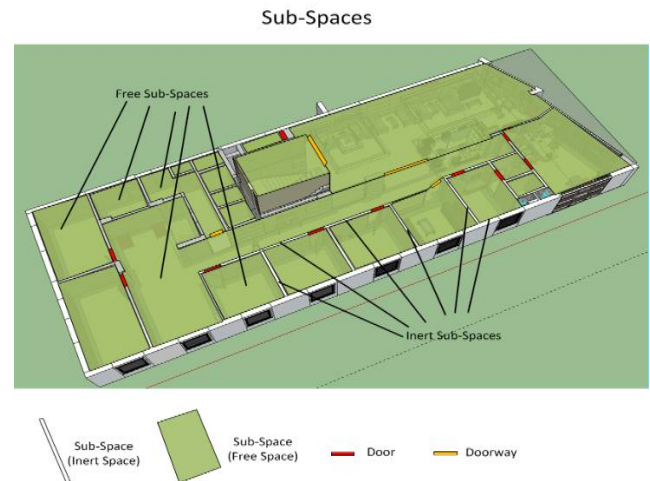 Sub-Spaces
Free Sub-Spaces
Inert Sub-Spaces
Sub-Space
(Inert Space)
Sub-Space
(Free Space)
Door
Doorway